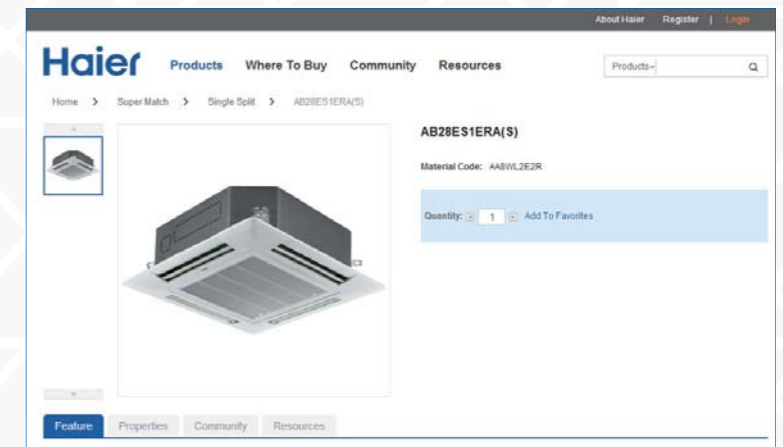 About Haier Register | Login
Haier Products Where To Buy Community Resources Products
Home > Super Match > Single Split > AB28ES1ERA(S)
AB28ES1ERA(S)
Material Code: AA8WL2E2R
Quantity: 1 Add To Favorites
Feature Properties Community Resources